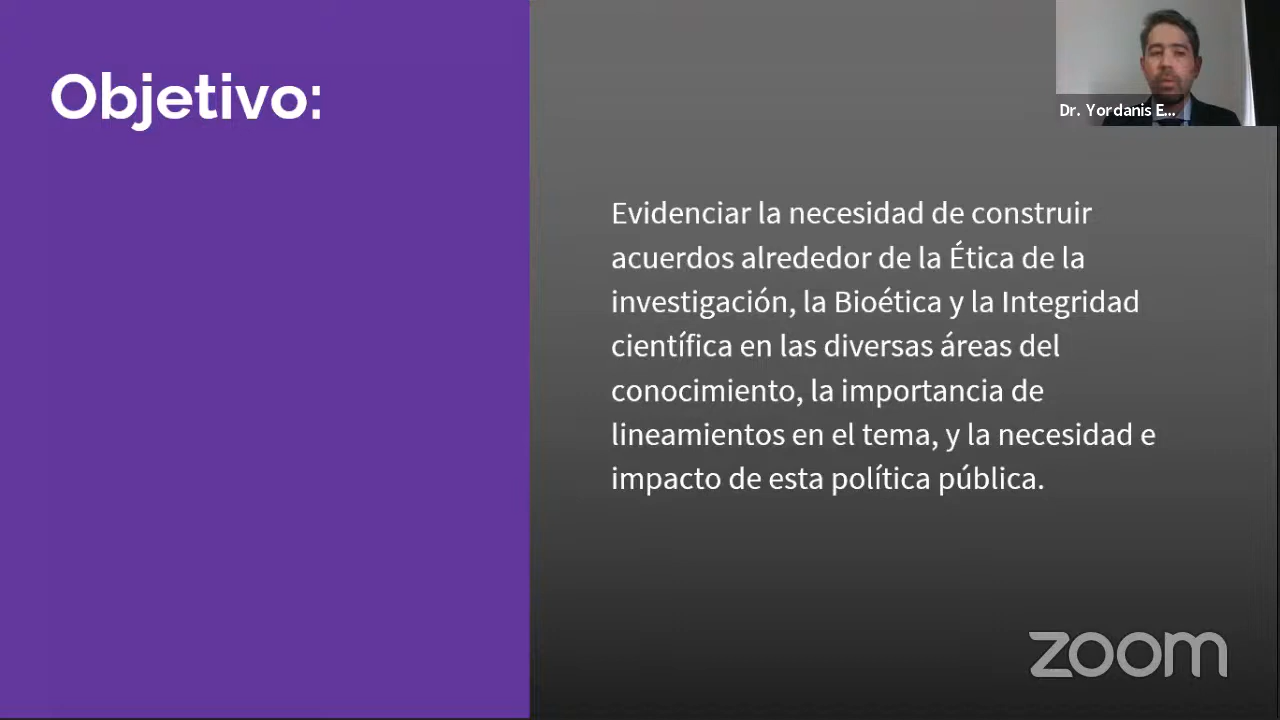 Objetivo:
Dr. Yordanis E...
Evidenciar la necesidad de construir
acuerdos alrededor de la Ética de la
investigación, la Bioética y la Integridad
científica en las diversas áreas del
conocimiento, la importancia de
lineamientos en el tema, y la necesidad e
impacto de esta política pública.
zoom